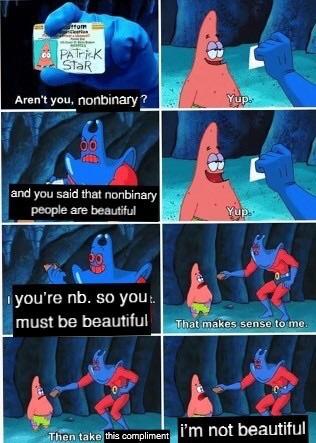 PATRICK
STAR
Aren't you, nonbinary ?
Yup.
and you said that nonbinary
people are beautiful
Yup.
you're nb. so you
must be beautiful
That makes sense to me.
Then take this compliment
i'm not beautiful